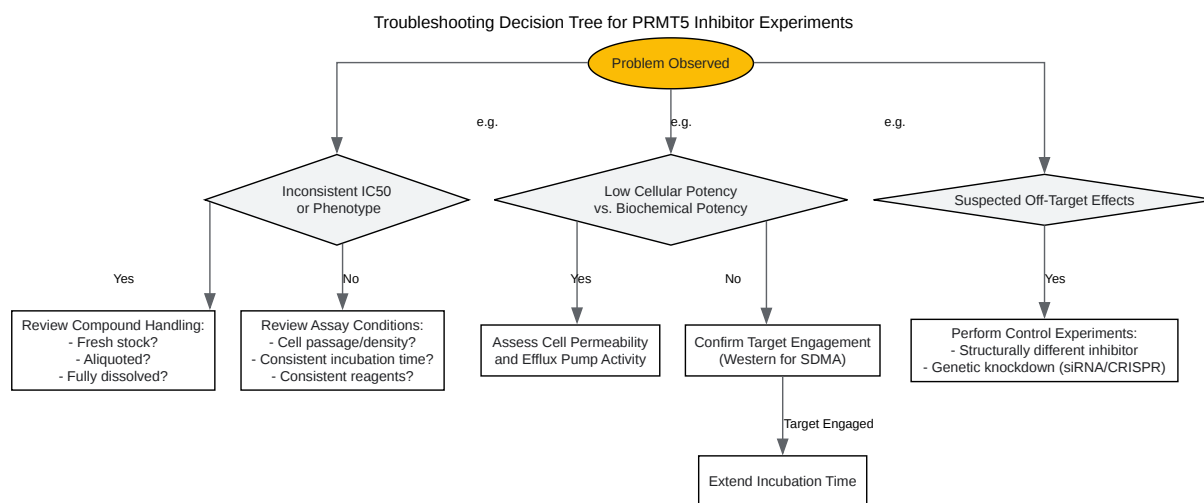 Troubleshooting Decision Tree for PRMT5 Inhibitor Experiments
Problem Observed
e.g.
e.g.
e.g.
Inconsistent IC50
or Phenotype
Low Cellular Potency
vs. Biochemical Potency
Suspected Off-Target Effects
Yes
No
Yes
No
Yes
Review Compound Handling:
- Fresh stock?
- Aliquoted?
- Fully dissolved?
Review Assay Conditions:
- Cell passage/density?
- Consistent incubation time?
- Consistent reagents?
Assess Cell Permeability
and Efflux Pump Activity
Confirm Target Engagement
(Western for SDMA)
Perform Control Experiments:
- Structurally different inhibitor
- Genetic knockdown (siRNA/CRISPR)
Target Engaged
Extend Incubation Time